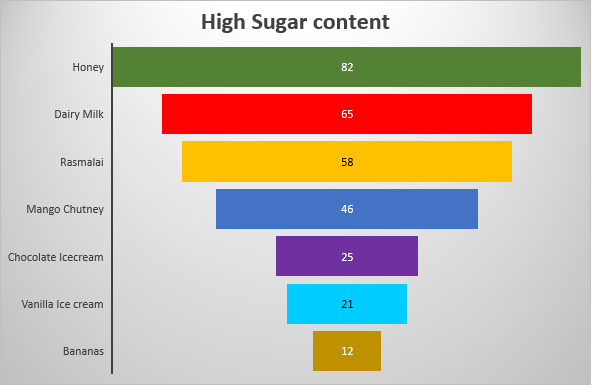 High Sugar content
Honey 82
Dairy Milk 65
Rasmalai 58
Mango Chutney 46
Chocolate Icecream 25
Vanilla Ice cream 21
Bananas 12